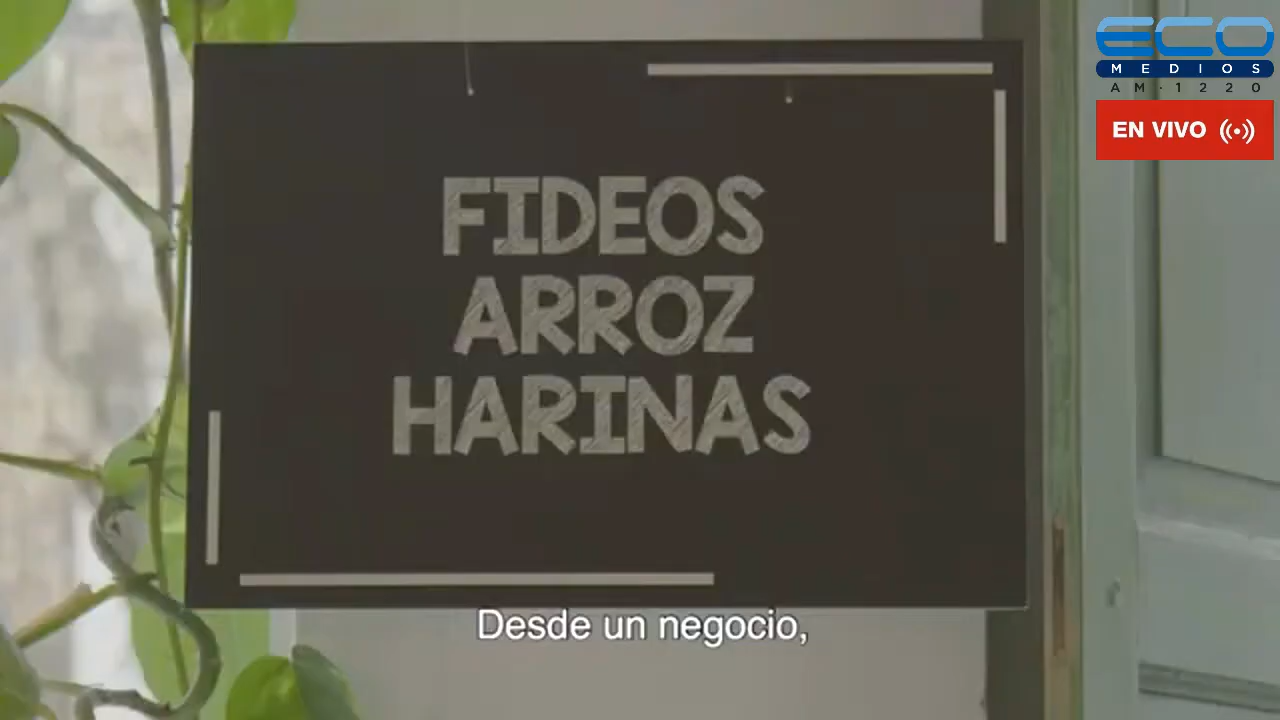 ECO
MEDIOS
AM·1220
EN VIVO
FIDEOS
ARROZ
HARINAS
Desde un negocio,